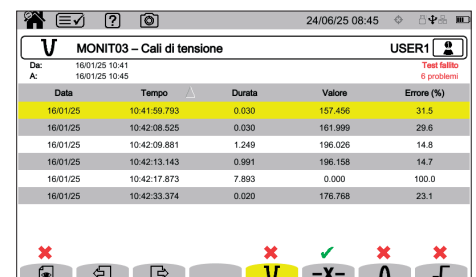 ? 24/06/25 08:45
MONIT03 – Cali di tensione USER1
Da: 16/01/25 10:41 Test fallito
A: 16/01/25 10:45 6 problemi
Data Tempo Durata Valore Errore (%)
16/01/25 10:41:59.793 0.030 157.456 31.5
16/01/25 10:42:08.525 0.030 161.999 29.6
16/01/25 10:42:09.881 1.249 196.026 14.8
16/01/25 10:42:13.143 0.991 196.158 14.7
16/01/25 10:42:17.873 7.893 0.000 100.0
16/01/25 10:42:33.374 0.020 176.768 23.1